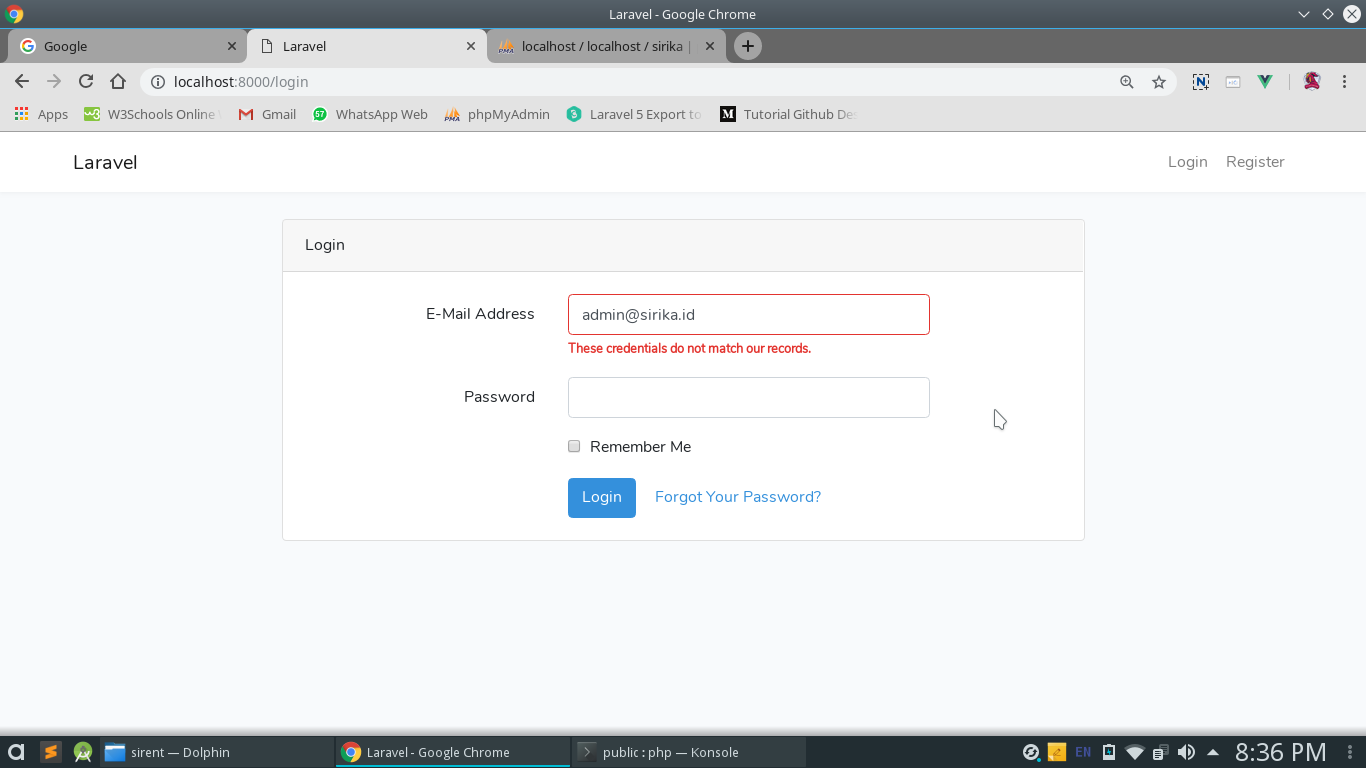 Laravel - Google Chrome
Google
Laravel
localhost / localhost / sirika |
localhost:8000/login
Apps
W3Schools Online
Gmail
WhatsApp Web
phpMyAdmin
Laravel 5 Export to
Tutorial Github De
Laravel
Login
Register
Login
E-Mail Address
admin@sirika.id
These credentials do not match our records.
Password
Remember Me
Login
Forgot Your Password?
sirent — Dolphin
Laravel - Google Chrome
public : php — Konsole
EN
8:36 PM